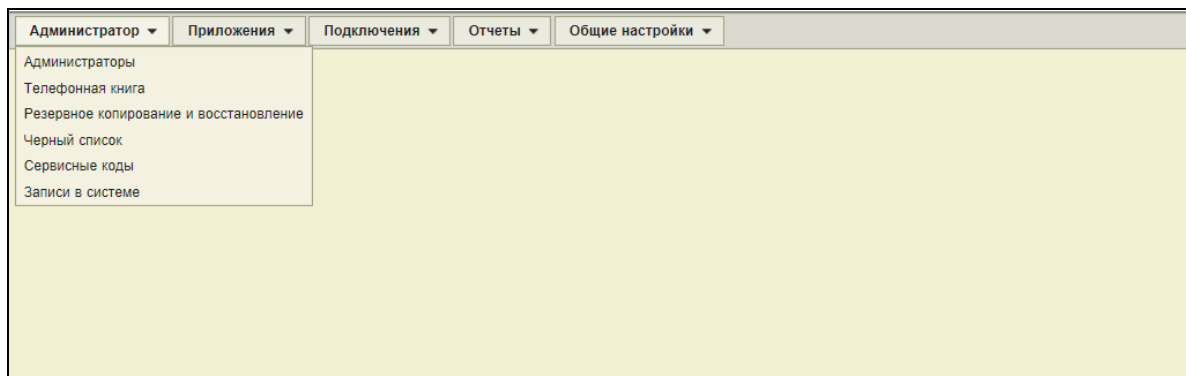 Администратор Приложения Подключения Отчеты Общие настройки
Администраторы
Телефонная книга
Резервное копирование и восстановление
Черный список
Сервисные коды
Записи в системе